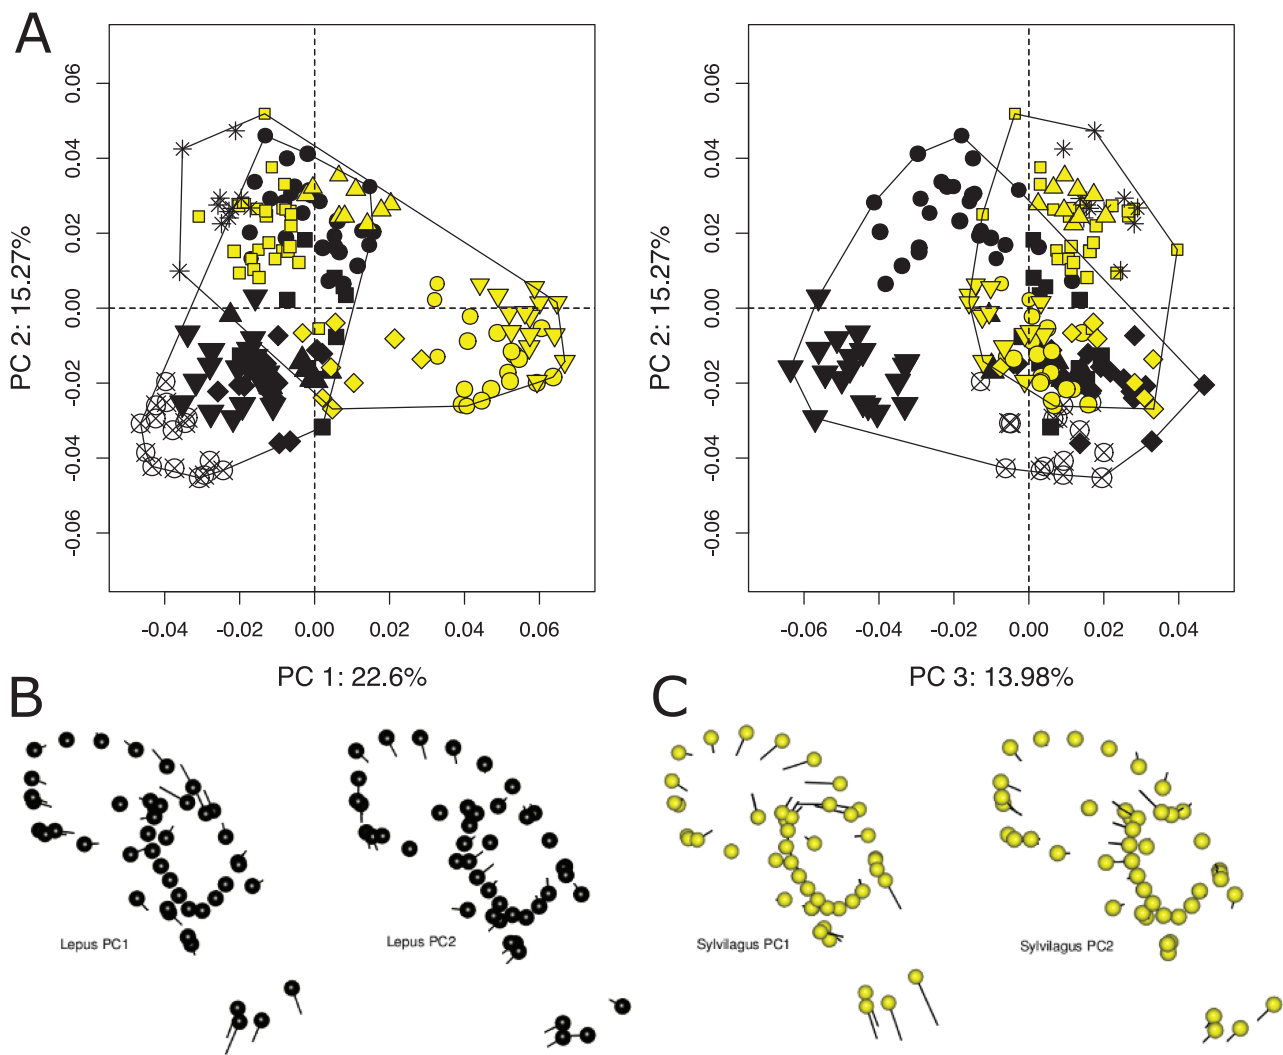 A
0.06
0.04
0.02
0.00
-0.02
-0.04
-0.06
PC 2: 15.27%
-0.04 -0.02 0.00 0.02 0.04 0.06
PC 1: 22.6%
0.06
0.04
0.02
0.00
-0.02
-0.04
-0.06
PC 2: 15.27%
-0.06 -0.04 -0.02 0.00 0.02 0.04
PC 3: 13.98%
B
Lepus PC1
Lepus PC2
C
Sylvilagus PC1
Sylvilagus PC2